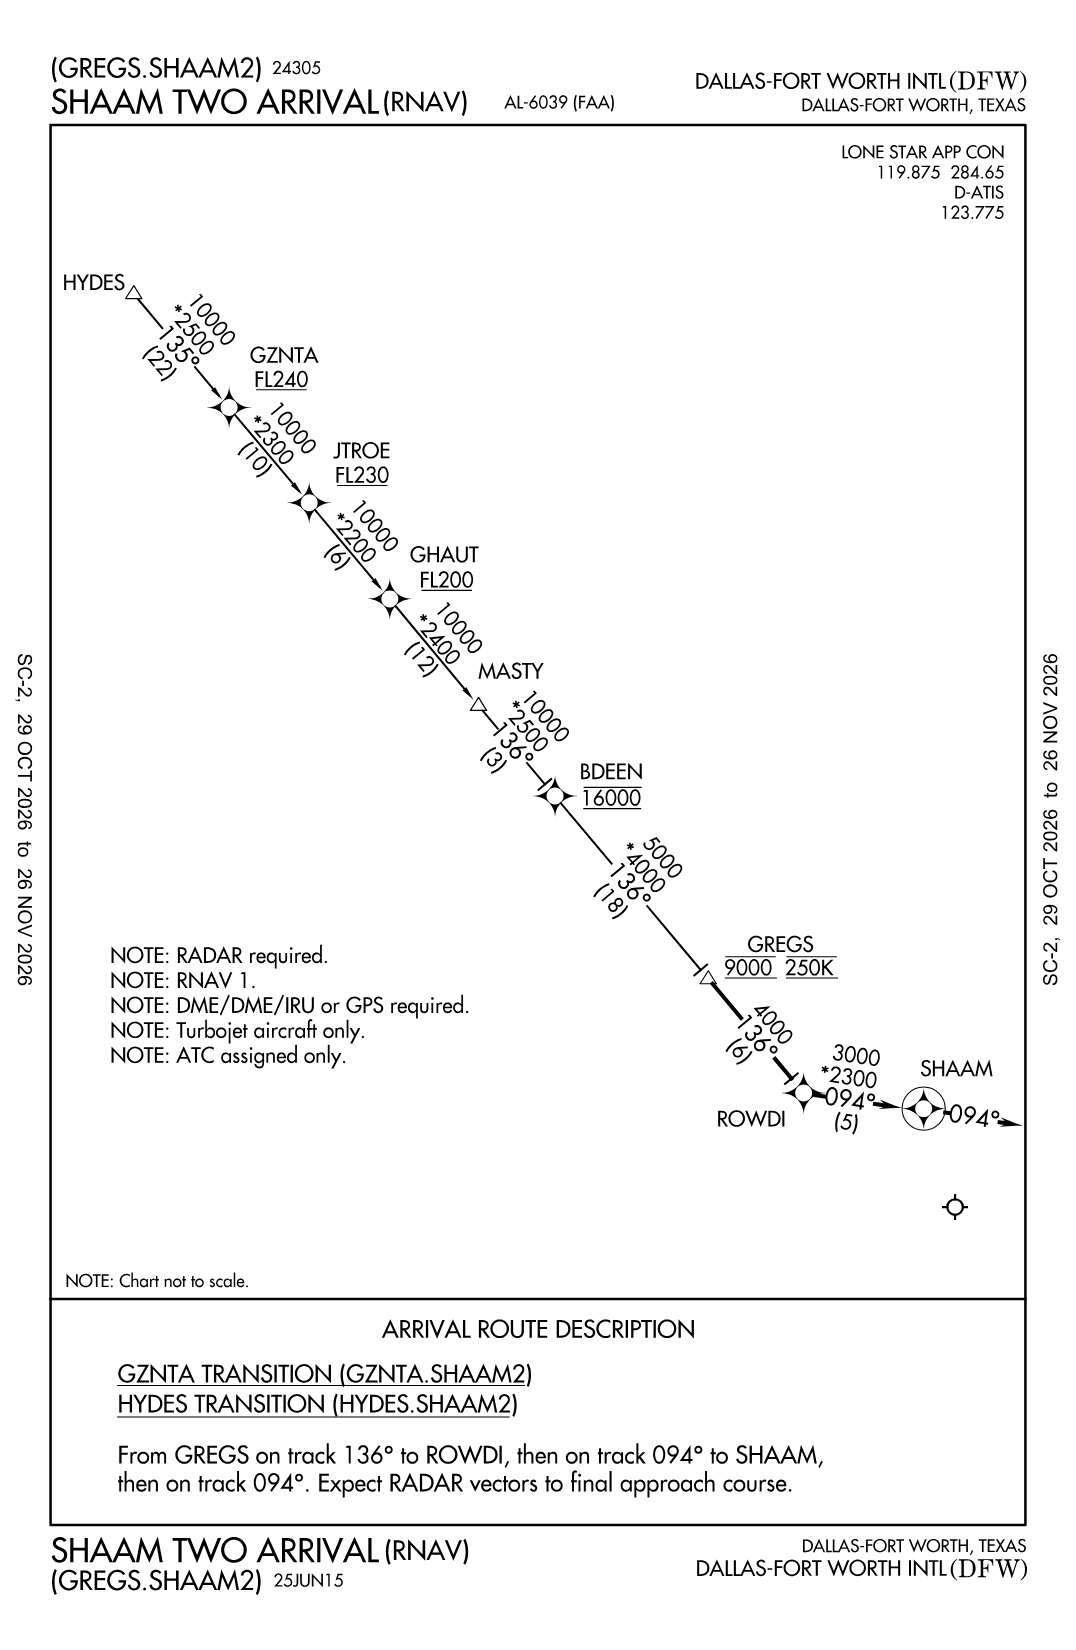 (GREGS.SHAAM2) 24305
SHAAM TWO ARRIVAL (RNAV)
AL-6039 (FAA)
DALLAS-FORT WORTH INTL (DFW)
DALLAS-FORT WORTH, TEXAS
LONE STAR APP CON
119.875 284.65
D-ATIS
123.775
HYDES
10000
*2500
135°
(22)
GZNTA
FL240
10000
*2300
(10)
JTROE
FL230
10000
*2200
(6)
GHAUT
FL200
10000
*2400
(12)
MASTY
10000
*2500
136°
(3)
BDEEN
16000
5000
*4000
136°
(18)
GREGS
9000 250K
4000
136°
(6)
ROWDI
3000
*2300
094°
(5)
SHAAM
094°
NOTE: RADAR required.
NOTE: RNAV 1.
NOTE: DME/DME/IRU or GPS required.
NOTE: Turbojet aircraft only.
NOTE: ATC assigned only.
NOTE: Chart not to scale.
SC-2, 29 OCT 2026 to 26 NOV 2026
SC-2, 29 OCT 2026 to 26 NOV 2026
ARRIVAL ROUTE DESCRIPTION
GZNTA TRANSITION (GZNTA.SHAAM2)
HYDES TRANSITION (HYDES.SHAAM2)
From GREGS on track 136° to ROWDI, then on track 094° to SHAAM,
then on track 094°. Expect RADAR vectors to final approach course.
SHAAM TWO ARRIVAL (RNAV)
(GREGS.SHAAM2) 25JUN15
DALLAS-FORT WORTH, TEXAS
DALLAS-FORT WORTH INTL (DFW)